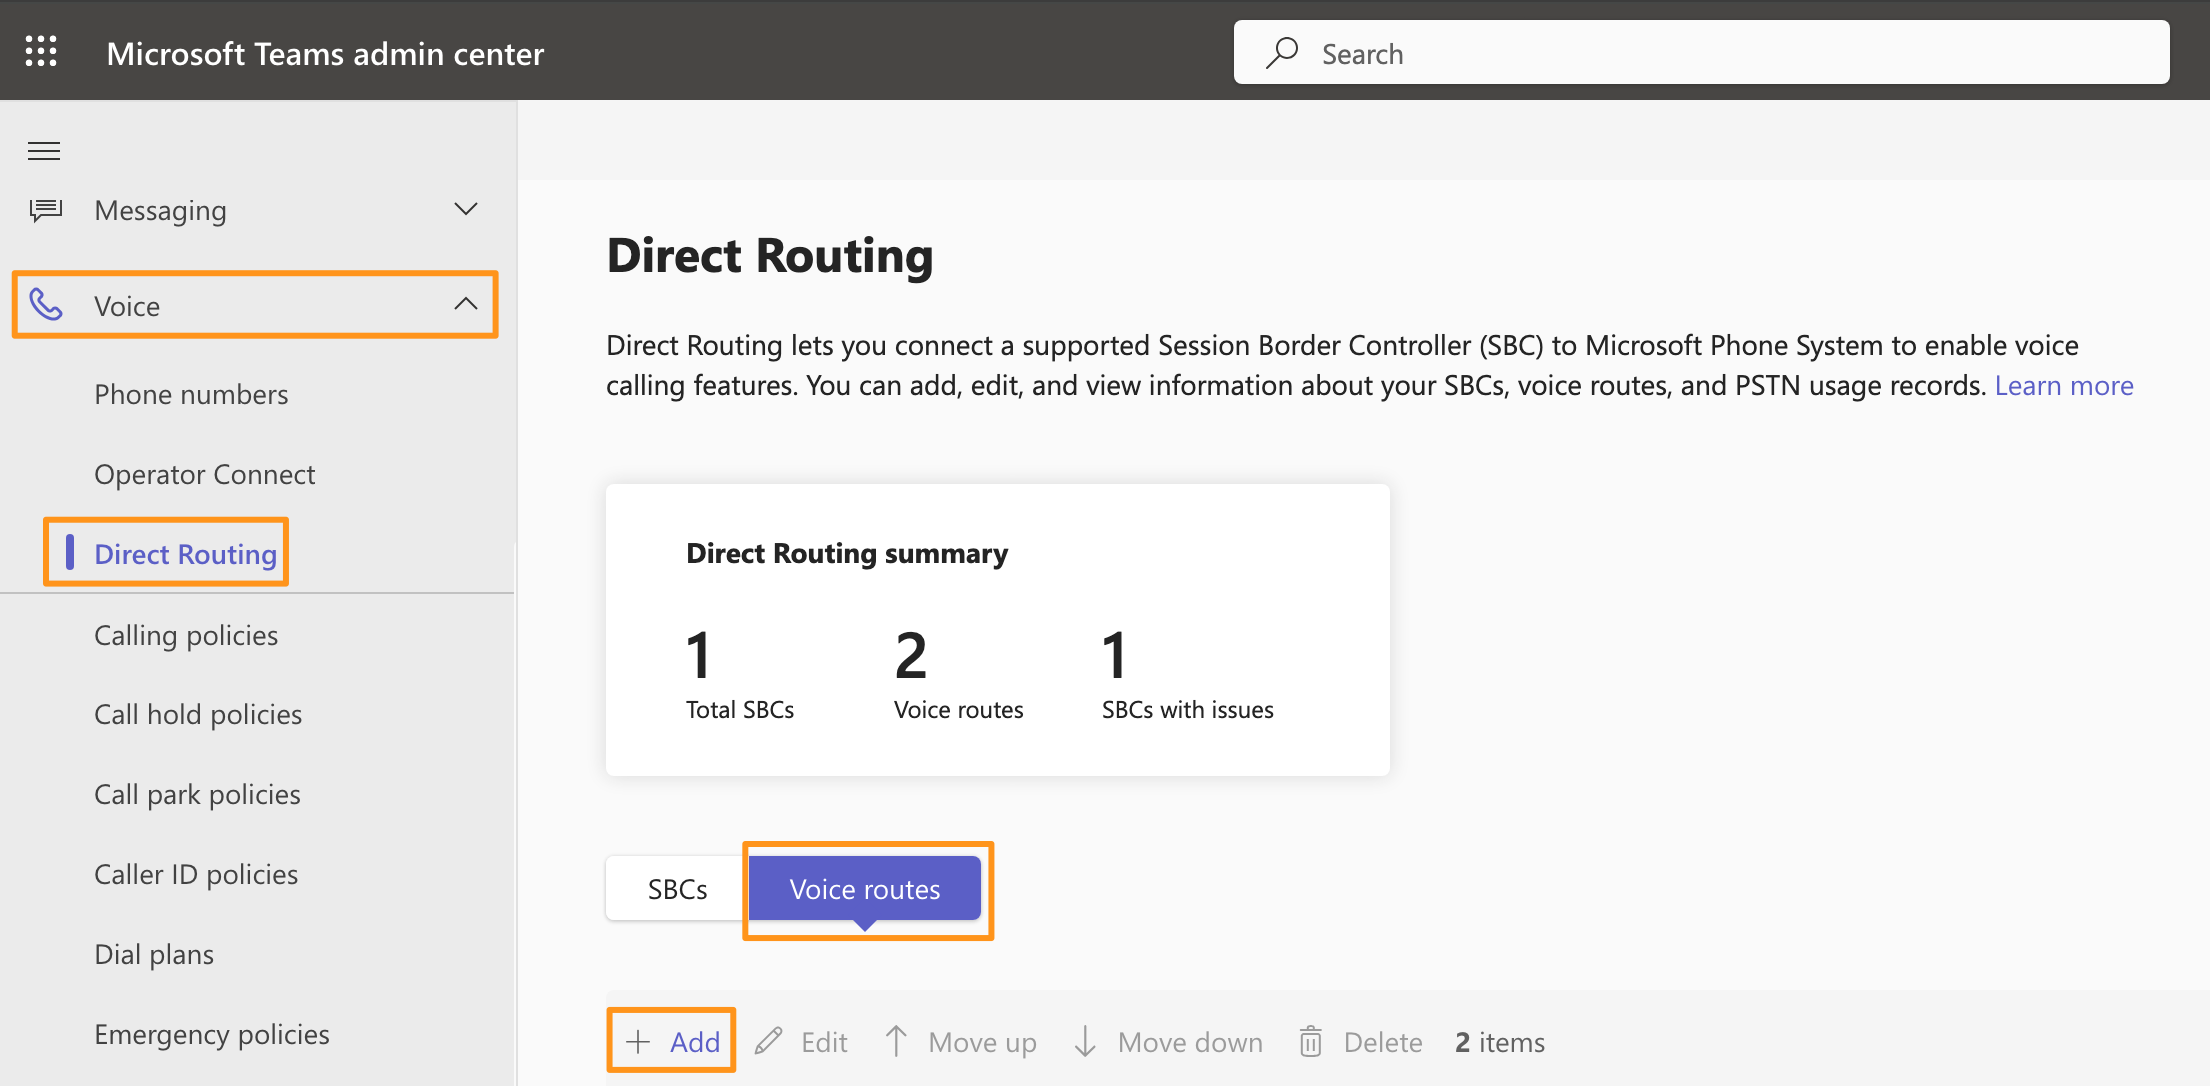 Microsoft Teams admin center
Search
Messaging
Voice
Phone numbers
Operator Connect
Direct Routing
Calling policies
Call hold policies
Call park policies
Caller ID policies
Dial plans
Emergency policies
Direct Routing
Direct Routing lets you connect a supported Session Border Controller (SBC) to Microsoft Phone System to enable voice
calling features. You can add, edit, and view information about your SBCs, voice routes, and PSTN usage records. Learn more
Direct Routing summary
1 2 1
Total SBCs Voice routes SBCs with issues
SBCs Voice routes
Add Edit Move up Move down Delete 2 items